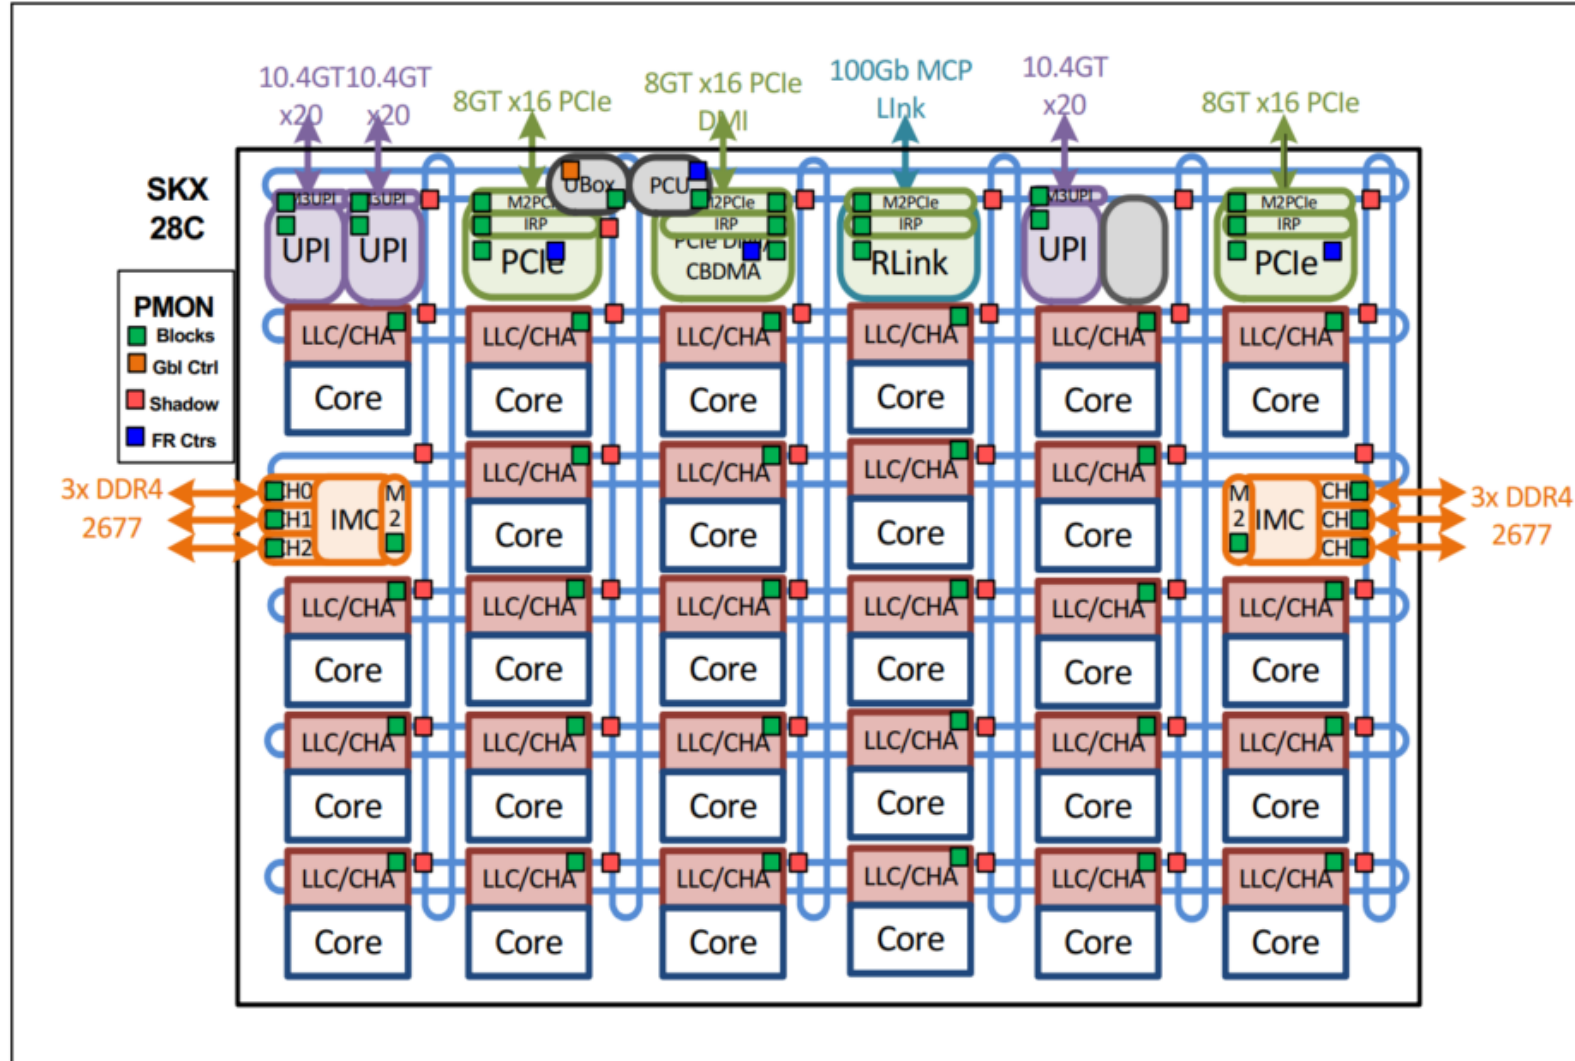 10.4GT
x20
10.4GT
x20
8GT x16 PCIe
8GT x16 PCIe
DMI
100Gb MCP
LInk
10.4GT
x20
8GT x16 PCIe
SKX
28C
UBox
PCU
M3UPI
M3UPI
M2PCIe
M2PCIe
M2PCIe
M3UPI
M2PCIe
IRP
IRP
IRP
IRP
UPI
UPI
PCIe
PCIe DMI/
CBDMA
RLink
UPI
PCIe
PMON
Blocks
Gbl Ctrl
Shadow
FR Ctrs
LLC/CHA
LLC/CHA
LLC/CHA
LLC/CHA
LLC/CHA
LLC/CHA
Core
Core
Core
Core
Core
Core
3x DDR4
2677
CH0
CH1
CH2
IMC
M
2
LLC/CHA
LLC/CHA
LLC/CHA
LLC/CHA
Core
Core
Core
Core
M
2
IMC
CH
CH
CH
3x DDR4
2677
LLC/CHA
LLC/CHA
LLC/CHA
LLC/CHA
LLC/CHA
LLC/CHA
Core
Core
Core
Core
Core
Core
LLC/CHA
LLC/CHA
LLC/CHA
LLC/CHA
LLC/CHA
LLC/CHA
Core
Core
Core
Core
Core
Core
LLC/CHA
LLC/CHA
LLC/CHA
LLC/CHA
LLC/CHA
LLC/CHA
Core
Core
Core
Core
Core
Core